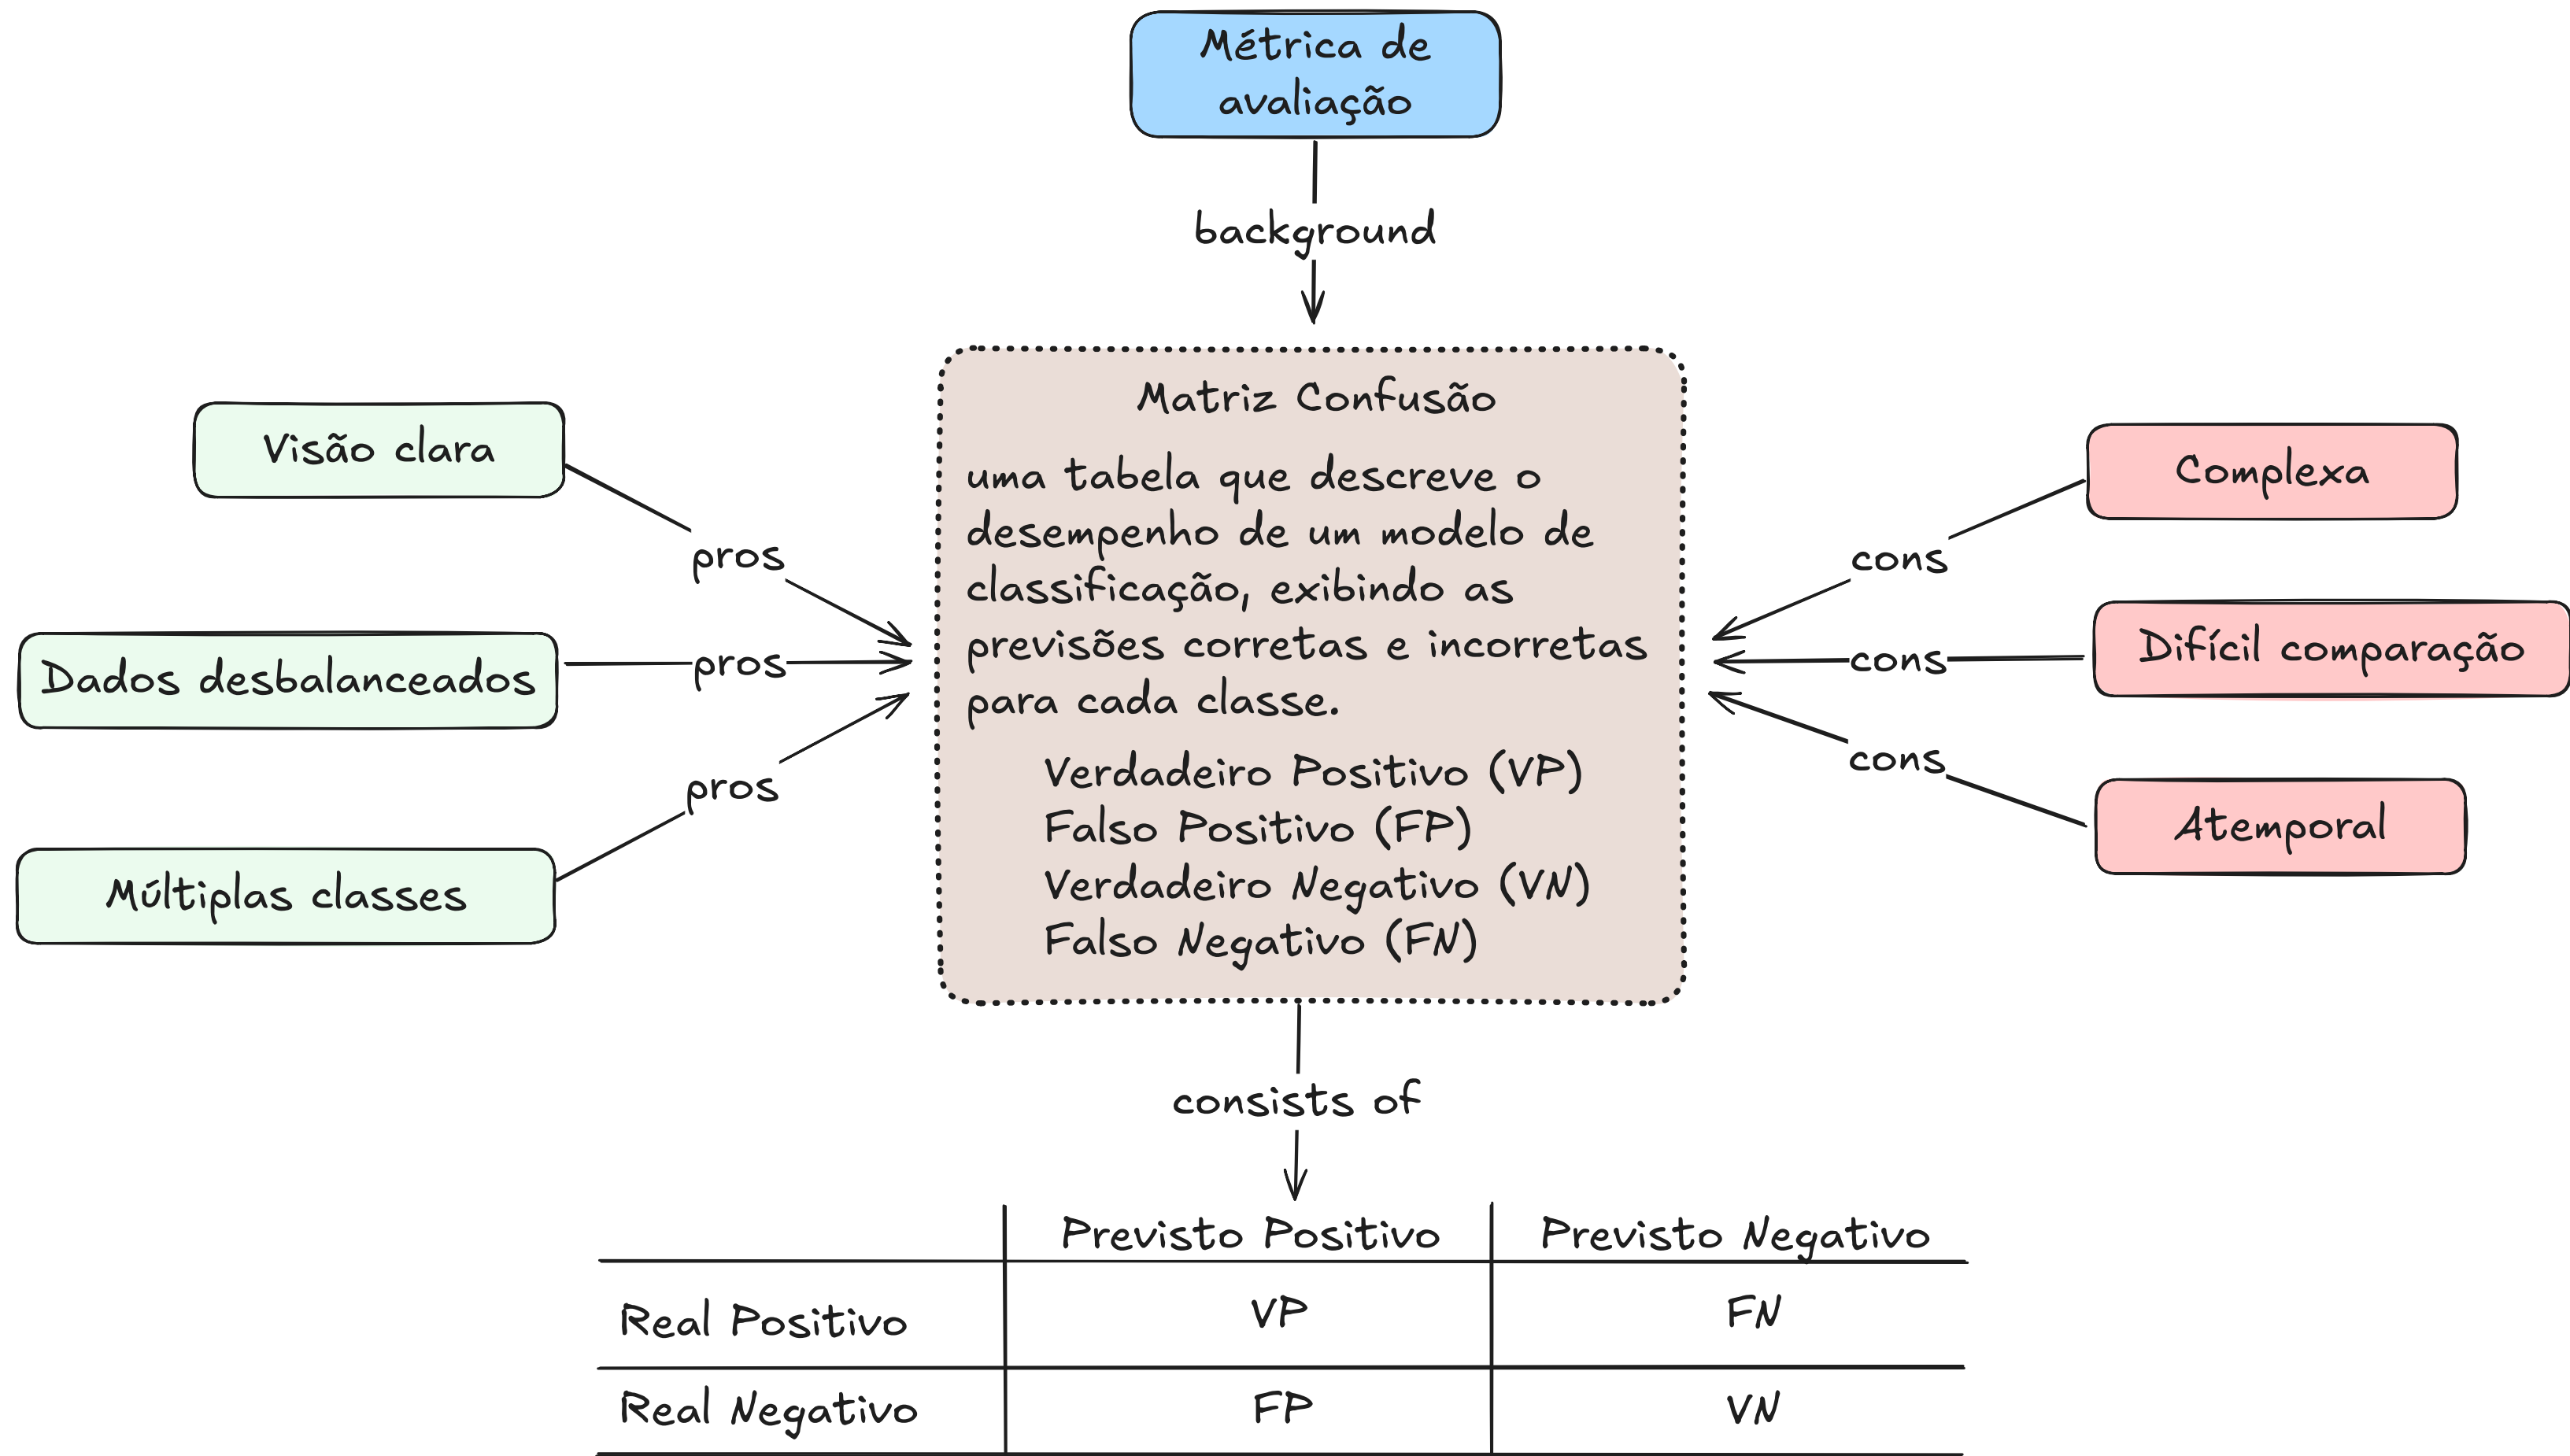 Métrica de
avaliação
background
Matriz Confusão
uma tabela que descreve o
desempenho de um modelo de
classificação, exibindo as
previsões corretas e incorretas
para cada classe.
Verdadeiro Positivo (VP)
Falso Positivo (FP)
Verdadeiro Negativo (VN)
Falso Negativo (FN)
Visão clara
pros
Dados desbalanceados
pros
Múltiplas classes
pros
Complexa
cons
Difícil comparação
cons
Atemporal
cons
consists of
Previsto Positivo Previsto Negativo
Real Positivo VP FN
Real Negativo FP VN